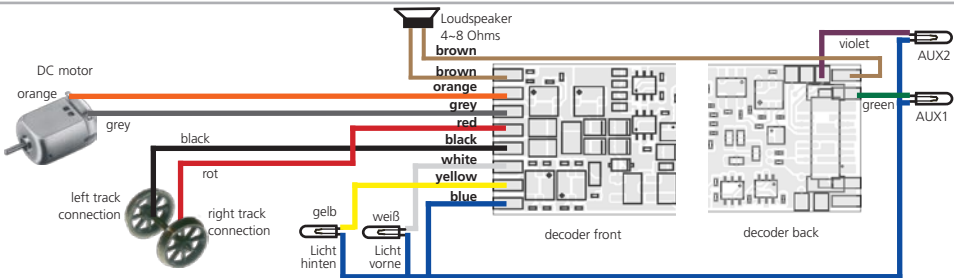 Loudspeaker
4~8 Ohms
brown
violet
AUX2
DC motor
brown
orange
orange
grey
green
AUX1
grey
red
black
black
rot
white
yellow
left track
connection
blue
right track
connection
gelb
weiß
decoder front
decoder back
Licht
hinten
Licht
vorne